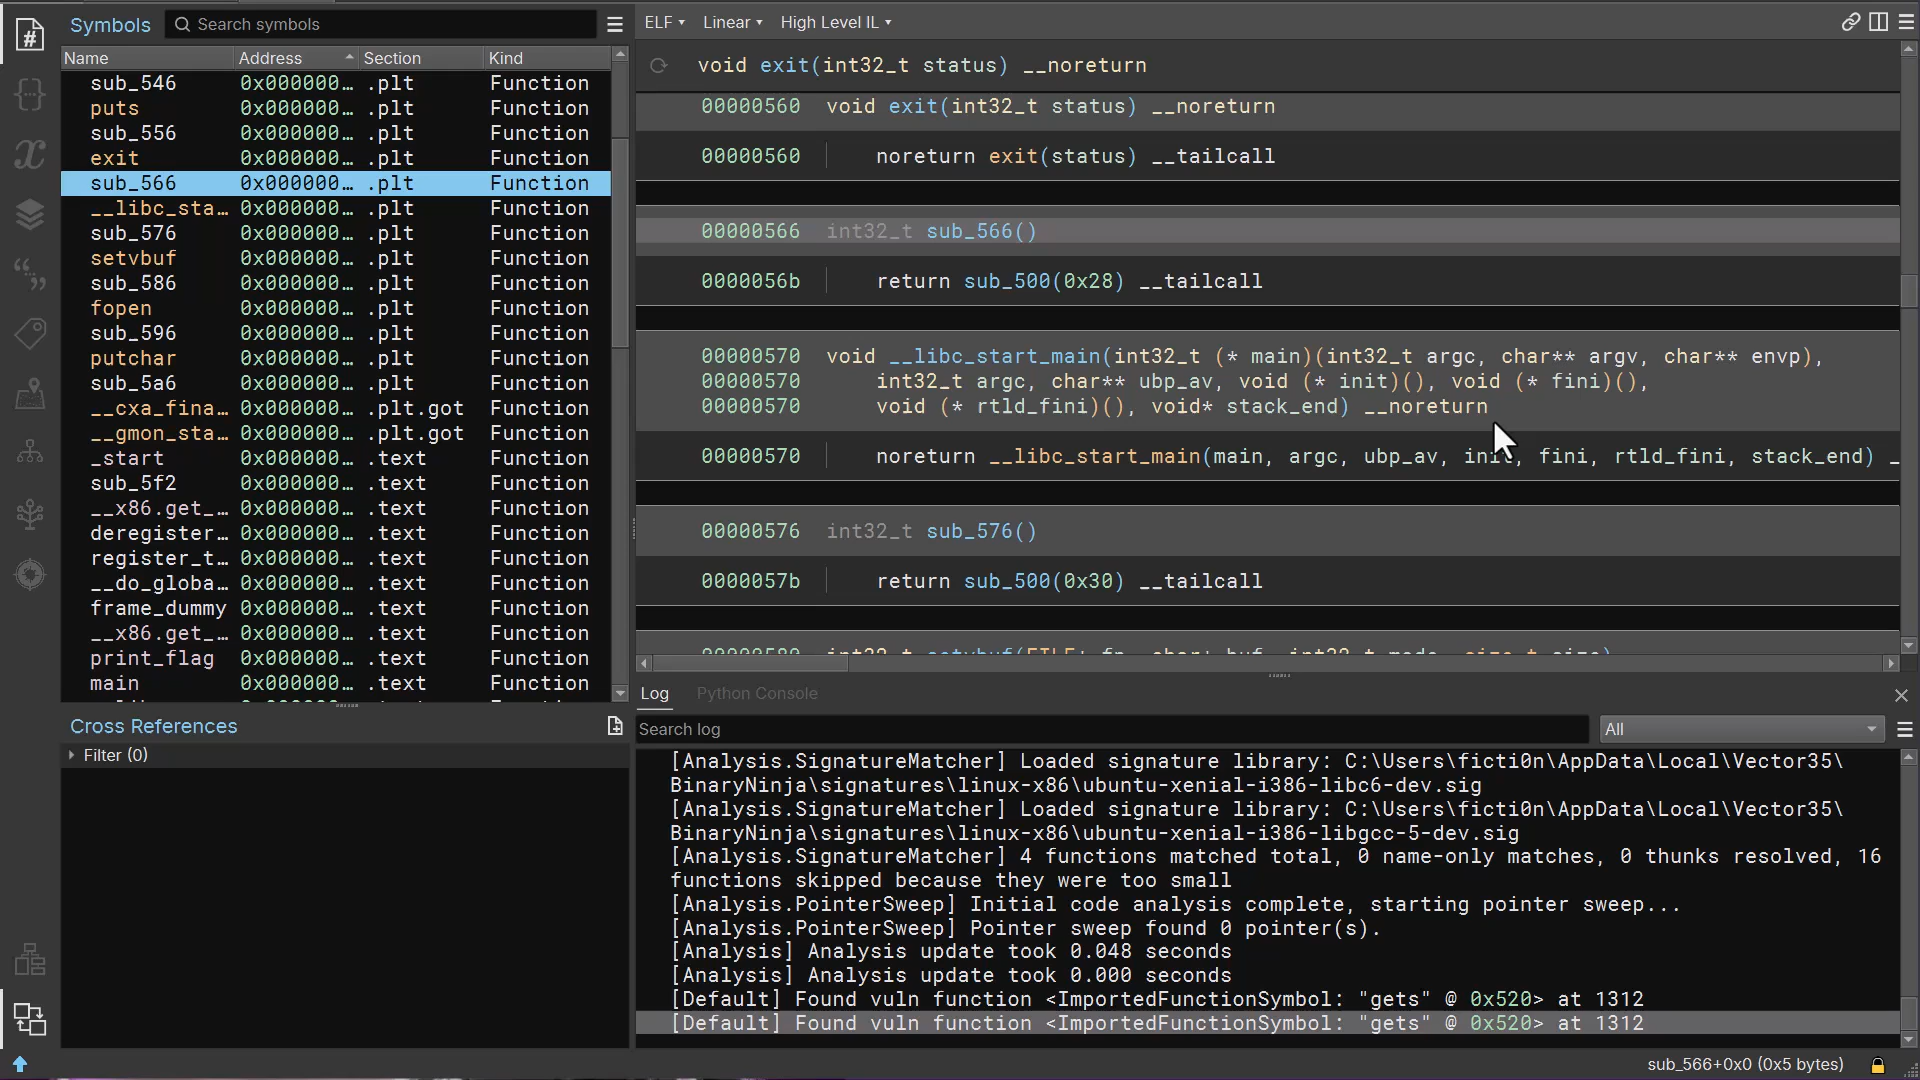 Symbols
Search symbols
Name Address Section Kind
sub_546 0x000000… .plt Function
puts 0x000000… .plt Function
sub_556 0x000000… .plt Function
exit 0x000000… .plt Function
sub_566 0x000000… .plt Function
__libc_sta… 0x000000… .plt Function
sub_576 0x000000… .plt Function
setvbuf 0x000000… .plt Function
sub_586 0x000000… .plt Function
fopen 0x000000… .plt Function
sub_596 0x000000… .plt Function
putchar 0x000000… .plt Function
sub_5a6 0x000000… .plt Function
__cxa_fina… 0x000000… .plt.got Function
__gmon_sta… 0x000000… .plt.got Function
_start 0x000000… .text Function
sub_5f2 0x000000… .text Function
__x86.get_… 0x000000… .text Function
deregister… 0x000000… .text Function
register_t… 0x000000… .text Function
__do_globa… 0x000000… .text Function
frame_dummy 0x000000… .text Function
__x86.get_… 0x000000… .text Function
print_flag 0x000000… .text Function
main 0x000000… .text Function
Cross References
Filter (0)
ELF Linear High Level IL
void exit(int32_t status) __noreturn
00000560 void exit(int32_t status) __noreturn
00000560 noreturn exit(status) __tailcall
00000566 int32_t sub_566()
0000056b return sub_500(0x28) __tailcall
00000570 void __libc_start_main(int32_t (* main)(int32_t argc, char** argv, char** envp),
00000570 int32_t argc, char** ubp_av, void (* init)(), void (* fini)(),
00000570 void (* rtld_fini)(), void* stack_end) __noreturn
00000570 noreturn __libc_start_main(main, argc, ubp_av, init, fini, rtld_fini, stack_end) _
00000576 int32_t sub_576()
0000057b return sub_500(0x30) __tailcall
00000580 int32_t setvbuf(FILE* fp, char* buf, int32_t mode, size_t size)
Log Python Console
Search log All
[Analysis.SignatureMatcher] Loaded signature library: C:\Users\ficti0n\AppData\Local\Vector35\
BinaryNinja\signatures\linux-x86\ubuntu-xenial-i386-libc6-dev.sig
[Analysis.SignatureMatcher] Loaded signature library: C:\Users\ficti0n\AppData\Local\Vector35\
BinaryNinja\signatures\linux-x86\ubuntu-xenial-i386-libgcc-5-dev.sig
[Analysis.SignatureMatcher] 4 functions matched total, 0 name-only matches, 0 thunks resolved, 16
functions skipped because they were too small
[Analysis.PointerSweep] Initial code analysis complete, starting pointer sweep...
[Analysis.PointerSweep] Pointer sweep found 0 pointer(s).
[Analysis] Analysis update took 0.048 seconds
[Analysis] Analysis update took 0.000 seconds
[Default] Found vuln function <ImportedFunctionSymbol: "gets" @ 0x520> at 1312
[Default] Found vuln function <ImportedFunctionSymbol: "gets" @ 0x520> at 1312
sub_566+0x0 (0x5 bytes)